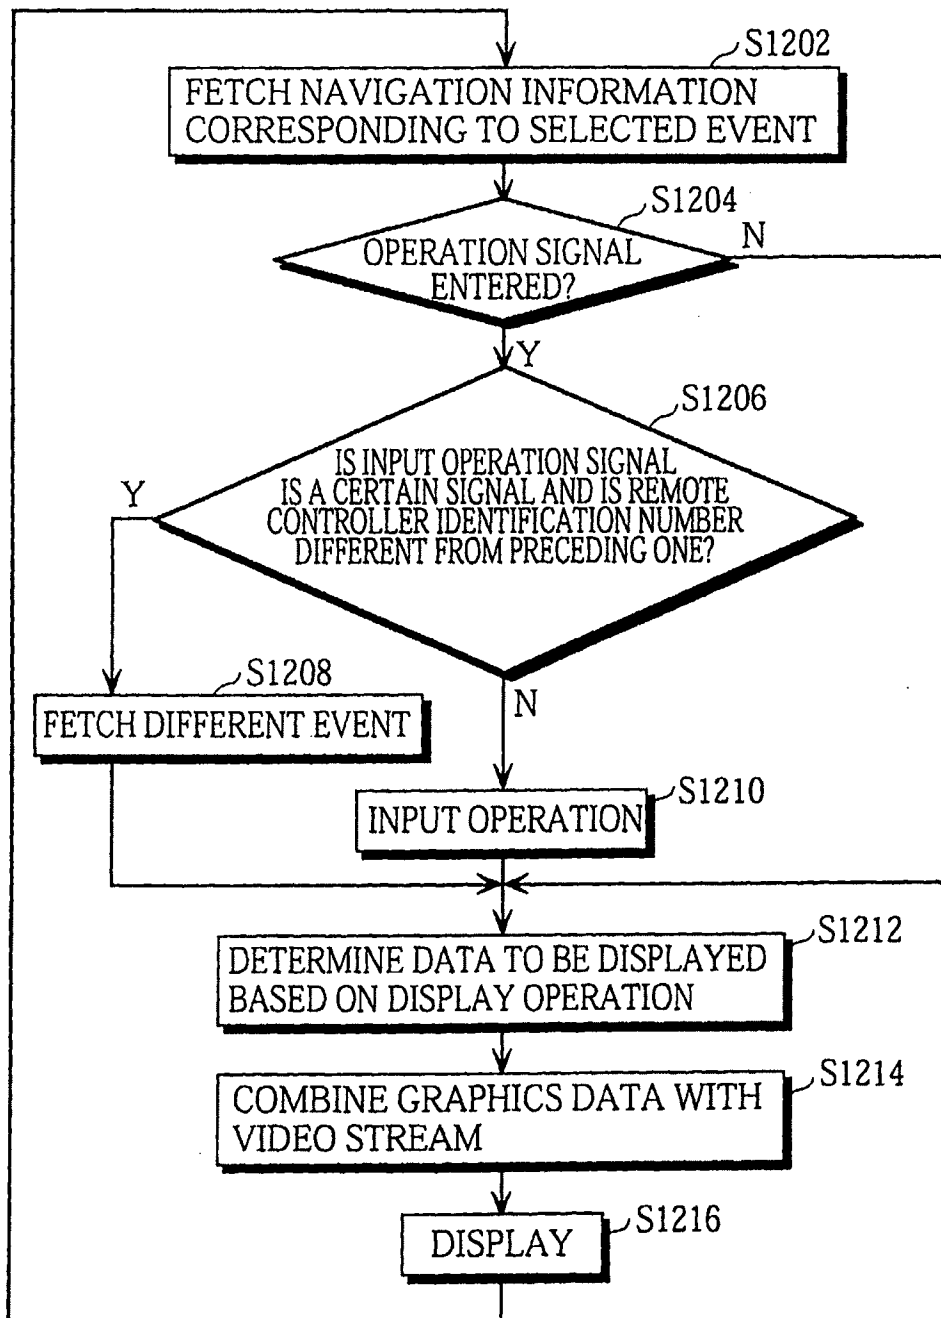 S1202
FETCH NAVIGATION INFORMATION
CORRESPONDING TO SELECTED EVENT
S1204
OPERATION SIGNAL
ENTERED?
N
Y
S1206
IS INPUT OPERATION SIGNAL
IS A CERTAIN SIGNAL AND IS REMOTE
CONTROLLER IDENTIFICATION NUMBER
DIFFERENT FROM PRECEDING ONE?
Y
S1208
FETCH DIFFERENT EVENT
N
S1210
INPUT OPERATION
S1212
DETERMINE DATA TO BE DISPLAYED
BASED ON DISPLAY OPERATION
S1214
COMBINE GRAPHICS DATA WITH
VIDEO STREAM
S1216
DISPLAY